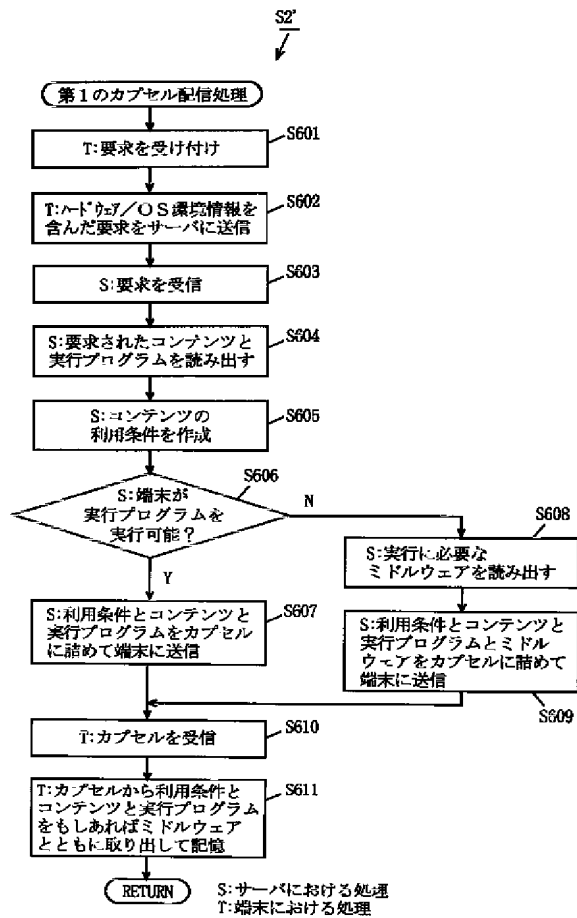 S2'
第1のカプセル配信処理
T:要求を受け付け
S601
T:ハードウェア/OS環境情報を
含んだ要求をサーバに送信
S602
S:要求を受信
S603
S:要求されたコンテンツと
実行プログラムを読み出す
S604
S:コンテンツの
利用条件を作成
S605
S:端末が
実行プログラムを
実行可能?
S606
N
Y
S:実行に必要な
ミドルウェアを読み出す
S608
S:利用条件とコンテンツと
実行プログラムをカプセル
に詰めて端末に送信
S607
S:利用条件とコンテンツと
実行プログラムとミドル
ウェアをカプセルに詰めて
端末に送信
S609
T:カプセルを受信
S610
T:カプセルから利用条件と
コンテンツと実行プログラム
をもしあればミドルウェア
とともに取り出して記憶
S611
RETURN
S:サーバにおける処理
T:端末における処理